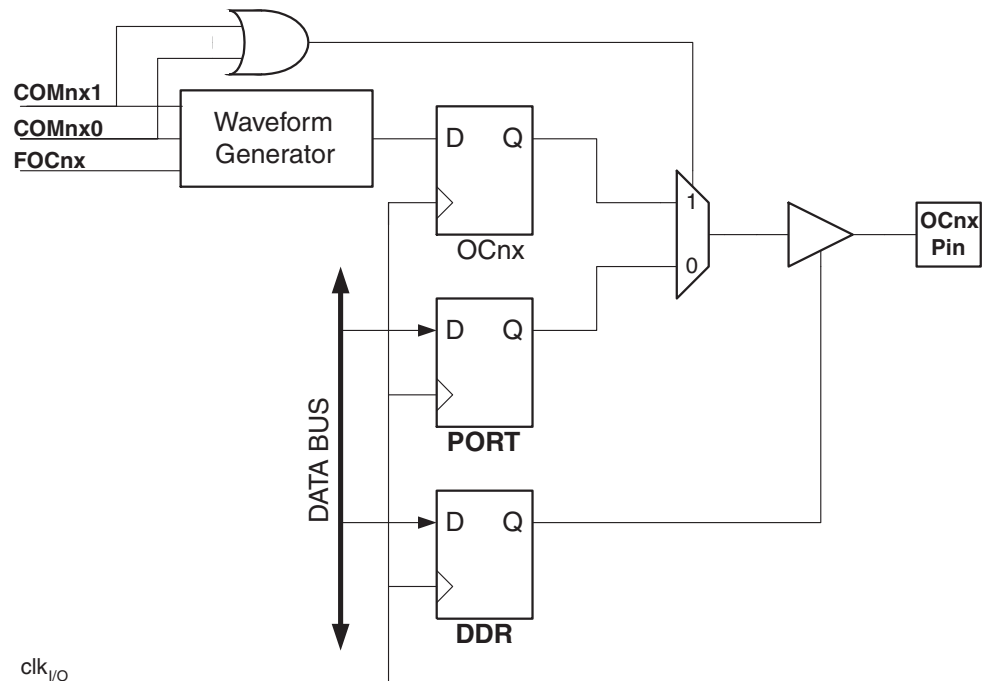 COMnx1
COMnx0
FOCnx
Waveform
Generator
D Q
OCnx
1
0
OCnx
Pin
D Q
PORT
DATA BUS
D Q
DDR
clkI/O